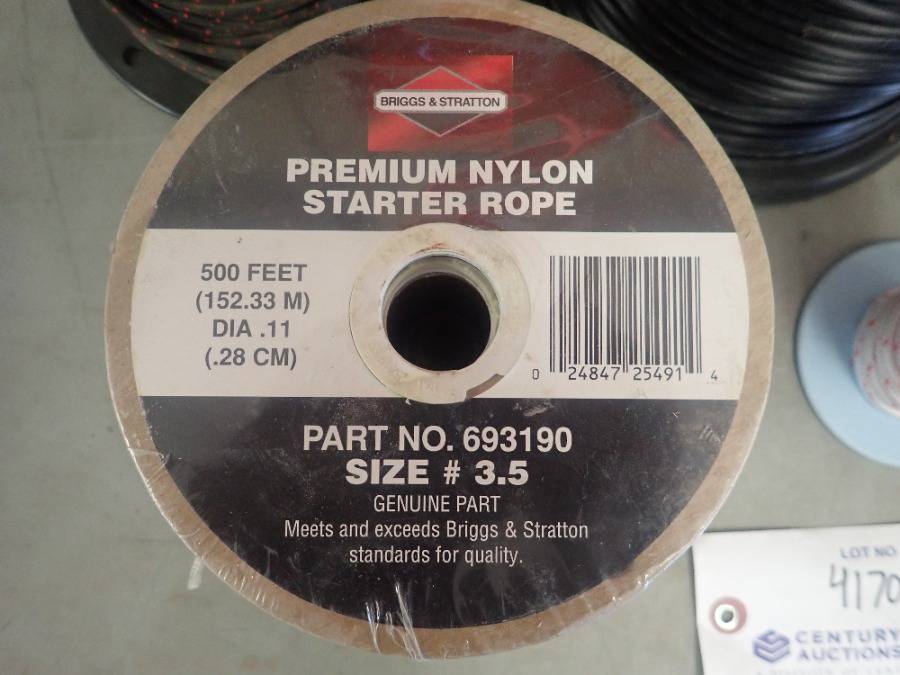 BRIGGS & STRATTON
PREMIUM NYLON
STARTER ROPE
500 FEET
(152.33 M)
DIA .11
(.28 CM)
0 24847 25491 4
PART NO. 693190
SIZE # 3.5
GENUINE PART
Meets and exceeds Briggs & Stratton
standards for quality.
LOT NO
4170
CENTURY
AUCTIONS